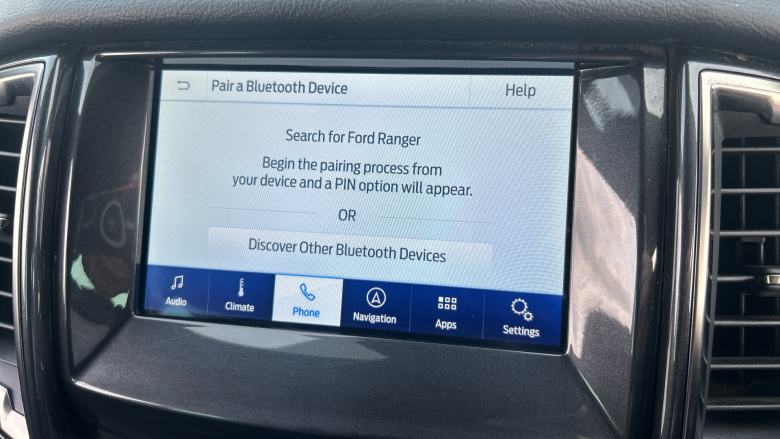 Pair a Bluetooth Device
Help
Search for Ford Ranger
Begin the pairing process from
your device and a PIN option will appear.
OR
Discover Other Bluetooth Devices
Audio
Climate
Phone
Navigation
Apps
Settings